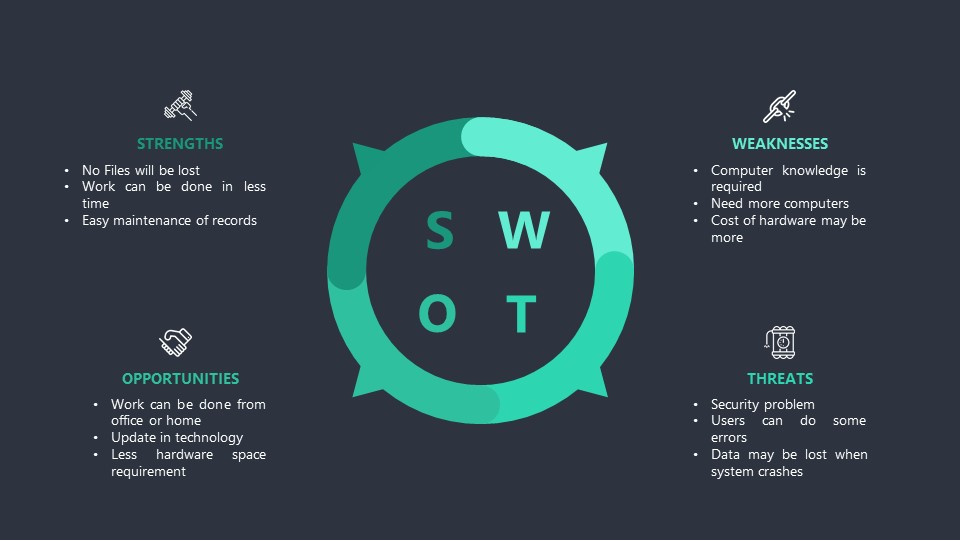 STRENGTHS
• No Files will be lost
• Work can be done in less
time
• Easy maintenance of records
WEAKNESSES
• Computer knowledge is
required
• Need more computers
• Cost of hardware may be
more
S W
O T
OPPORTUNITIES
• Work can be done from
office or home
• Update in technology
• Less hardware space
requirement
THREATS
• Security problem
• Users can do some
errors
• Data may be lost when
system crashes